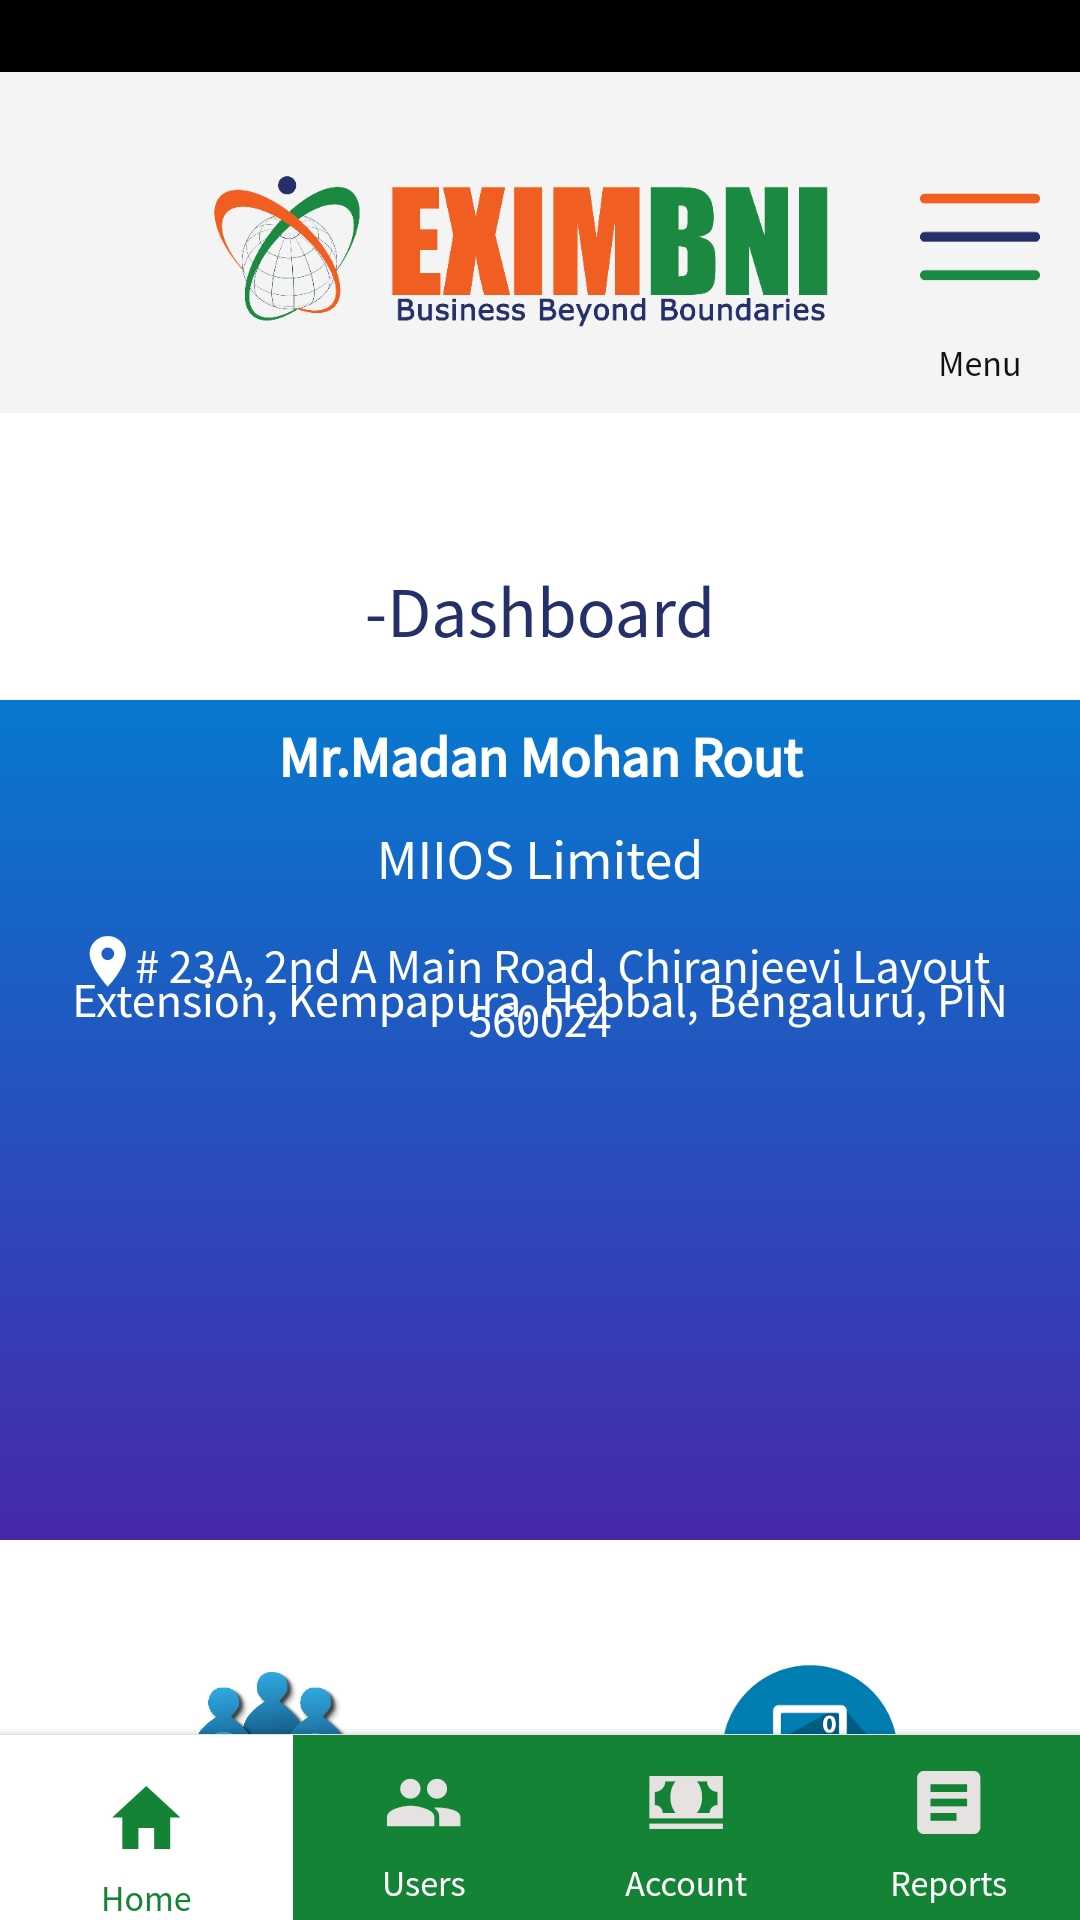 EXIMBNI
Business Beyond Boundaries
Menu
-Dashboard
Mr.Madan Mohan Rout
MIIOS Limited
# 23A, 2nd A Main Road, Chiranjeevi Layout
Extension, Kempapura, Hebbal, Bengaluru, PIN
560024
0
Home
Users
Account
Reports